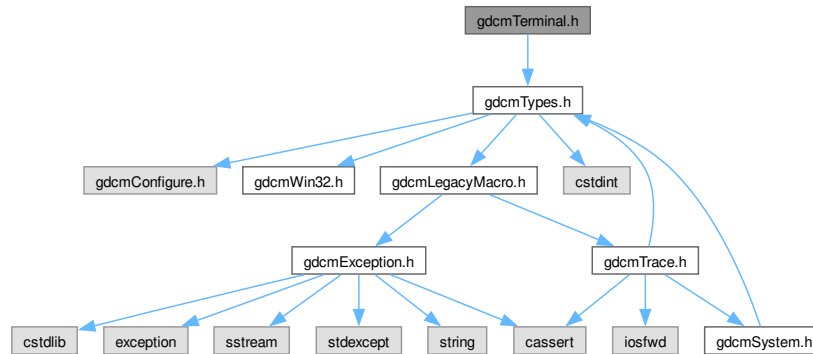 gdcmTerminal.h
gdcmTypes.h
gdcmConfigure.h
gdcmWin32.h
gdcmLegacyMacro.h
cstdint
gdcmException.h
gdcmTrace.h
cstdlib
exception
sstream
stdexcept
string
cassert
iosfwd
gdcmSystem.h